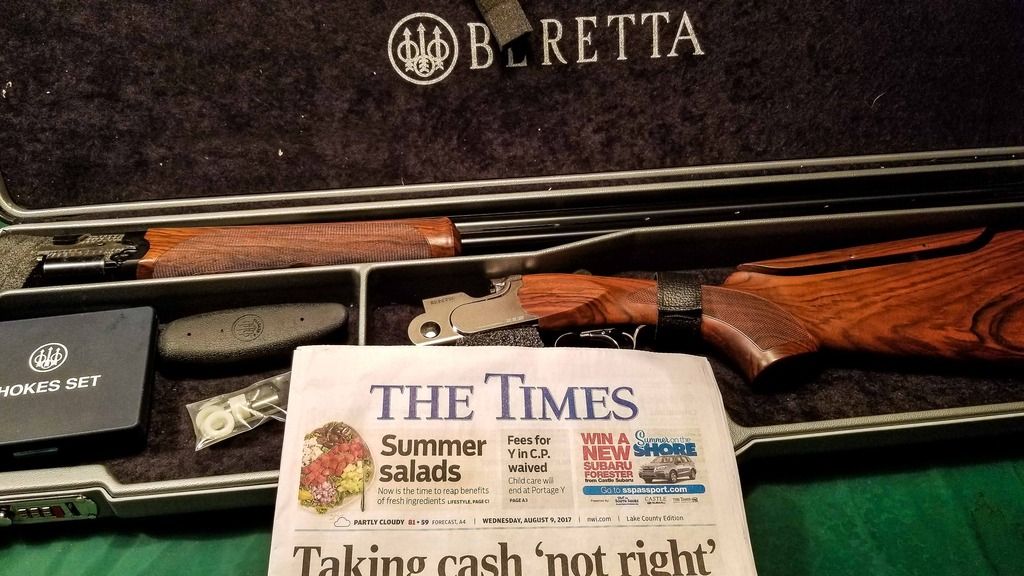 BERETTA
BERETTA
HOKES SET
THE TIMES
Summer
salads
Now is the time to reap benefits
of fresh ingredients LIFESTYLE, PAGE C1
Fees for
Y in C.P.
waived
Child care will
end at Portage Y
PAGE A3
WIN A
NEW
SUBARU
FORESTER
from Castle Subaru
Summer on the
SHORE
Go to sspassport.com
PARTLY CLOUDY 81 • 59 FORECAST, A4 | WEDNESDAY, AUGUST 9, 2017 | nwi.com | Lake County Edition
Taking cash 'not right'